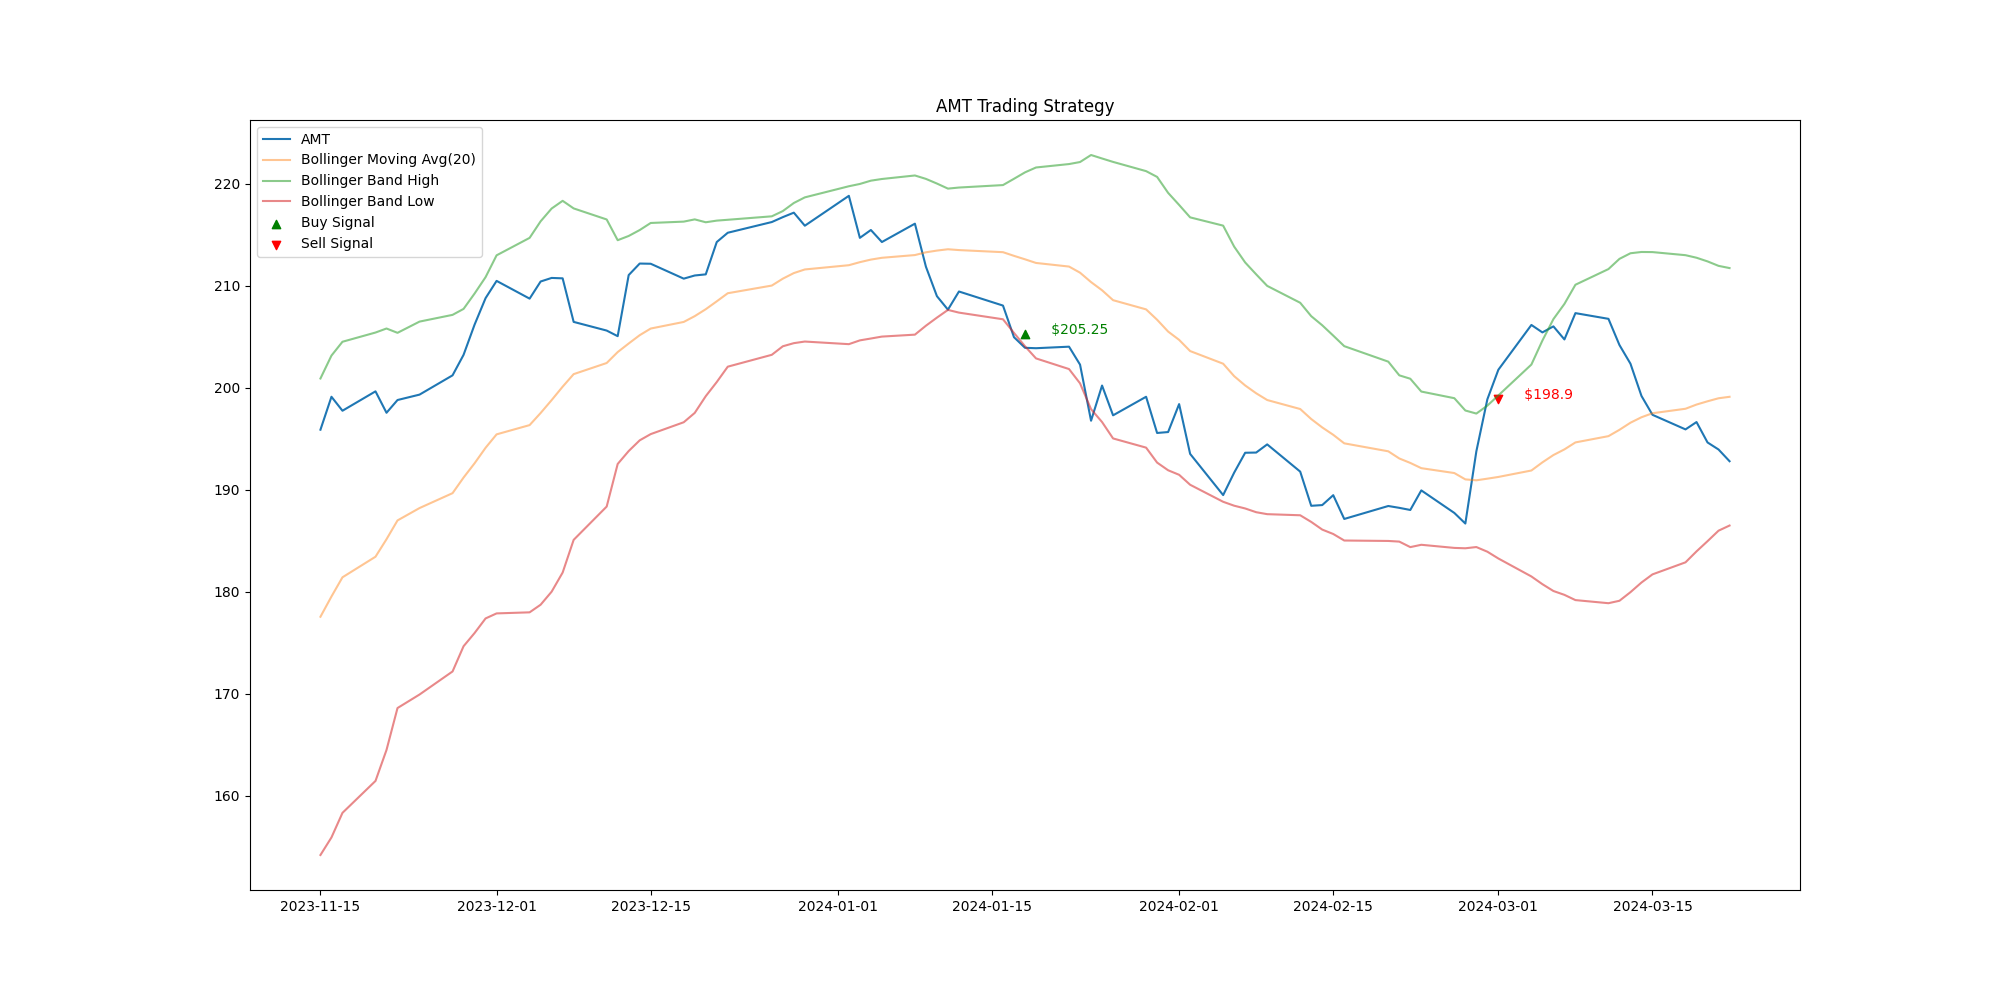 AMT Trading Strategy
AMT
Bollinger Moving Avg(20)
Bollinger Band High
Bollinger Band Low
Buy Signal
Sell Signal
220
210
200
190
180
170
160
$205.25
$198.9
2023-11-15
2023-12-01
2023-12-15
2024-01-01
2024-01-15
2024-02-01
2024-02-15
2024-03-01
2024-03-15